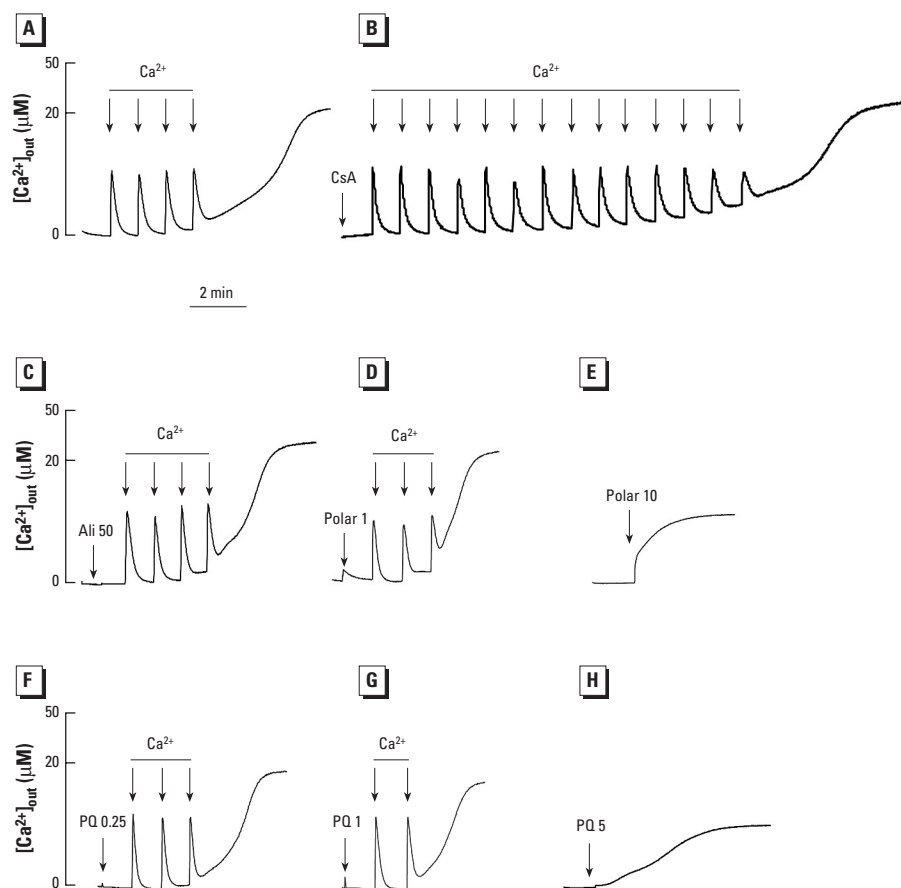 A
B
50
20
0
[Ca²⁺]out (µM)
Ca²⁺
CsA
Ca²⁺
2 min
C
D
E
50
20
0
[Ca²⁺]out (µM)
Ali 50
Ca²⁺
Polar 1
Ca²⁺
Polar 10
F
G
H
50
20
0
[Ca²⁺]out (µM)
PQ 0.25
Ca²⁺
PQ 1
Ca²⁺
PQ 5